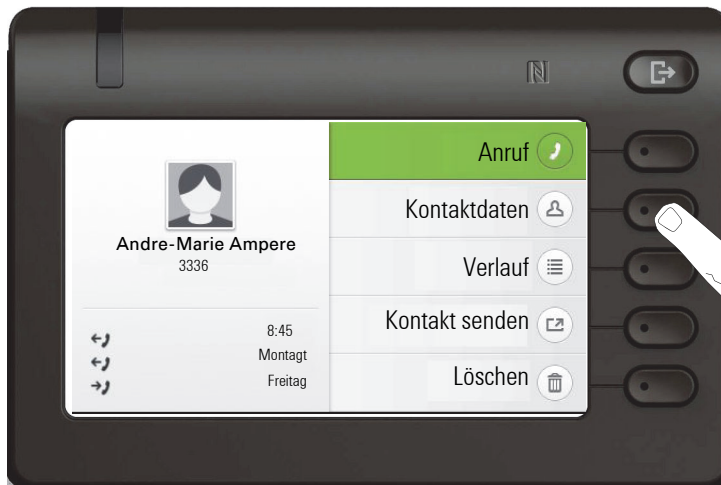 Andre-Marie Ampere
3336
8:45
Montagt
Freitag
Anruf
Kontaktdaten
Verlauf
Kontakt senden
Löschen